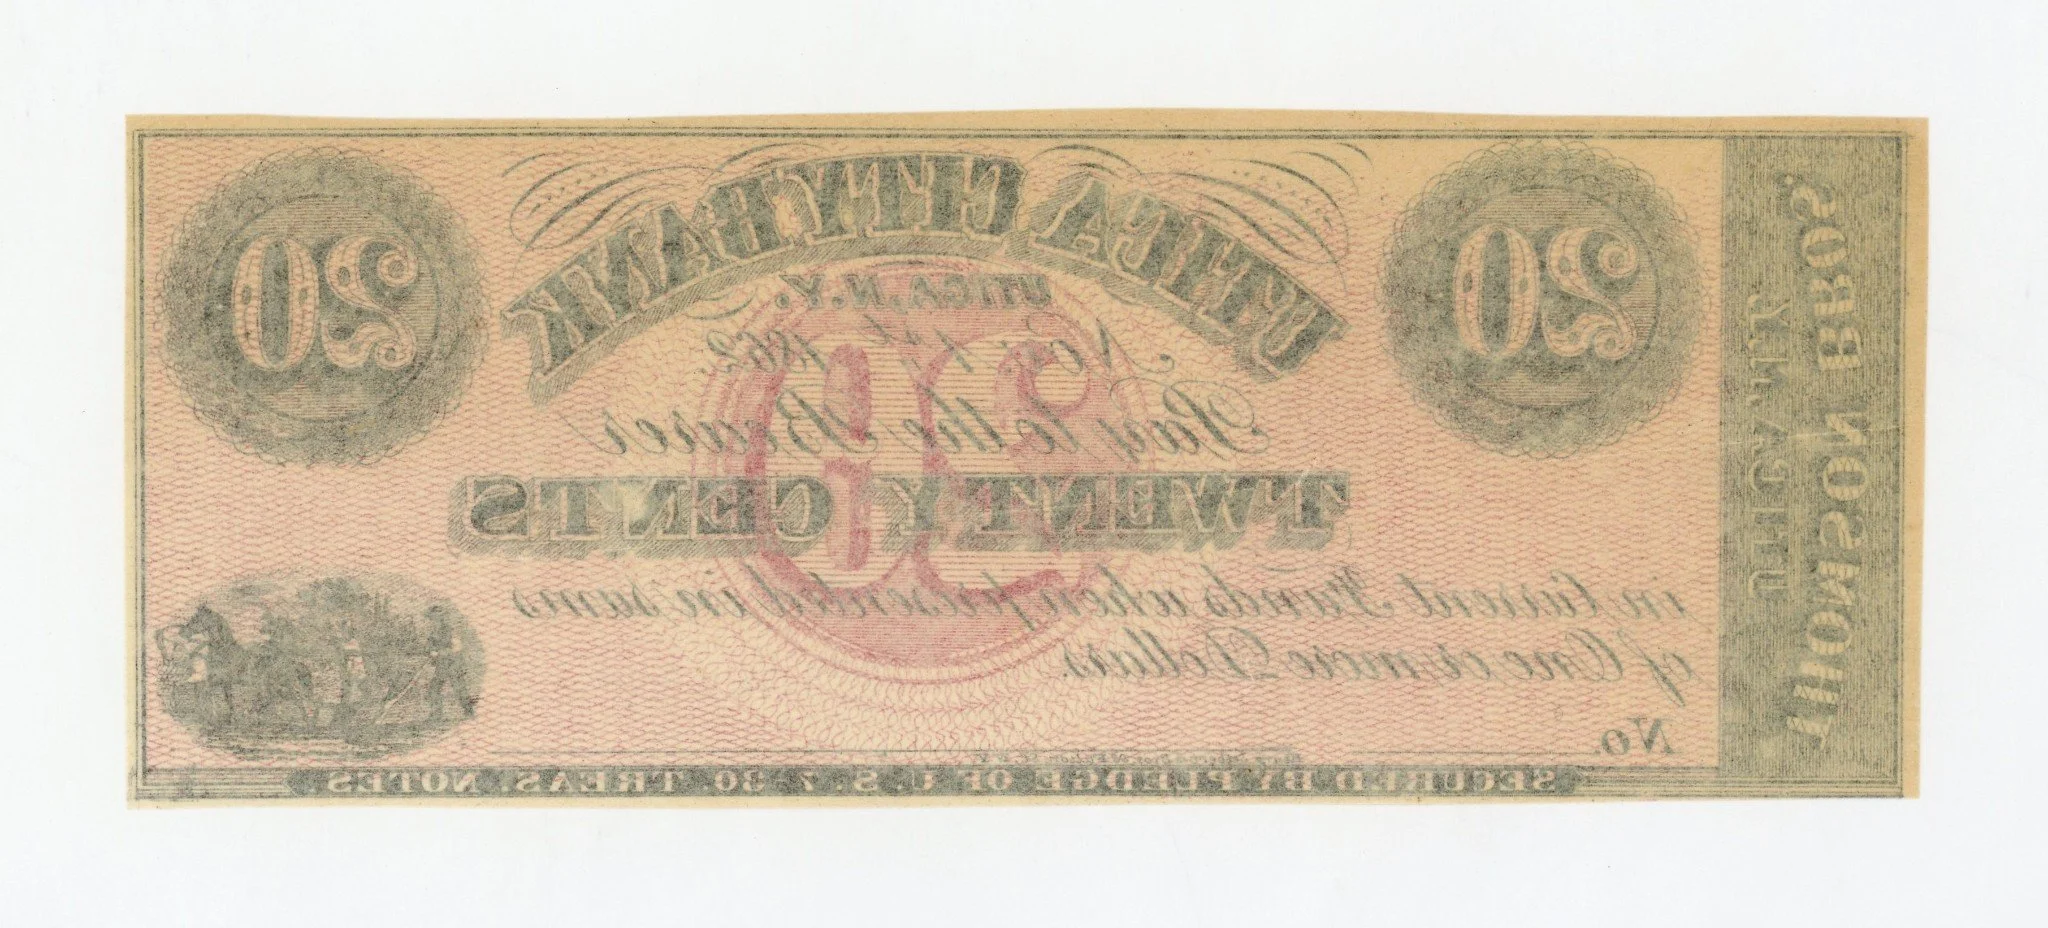 20
UTICA CITY BANK
20
UTICA, N.Y.
Nov. 1st 1862.
20
Pay to the Bearer
TWENTY CENTS
in Current Funds when presented in sums
of One or more Dollars.
No.
SECURED BY PLEDGE OF U.S. 7-30. TREAS. NOTES.
THOMSON BROS.
UTICA, N.Y.